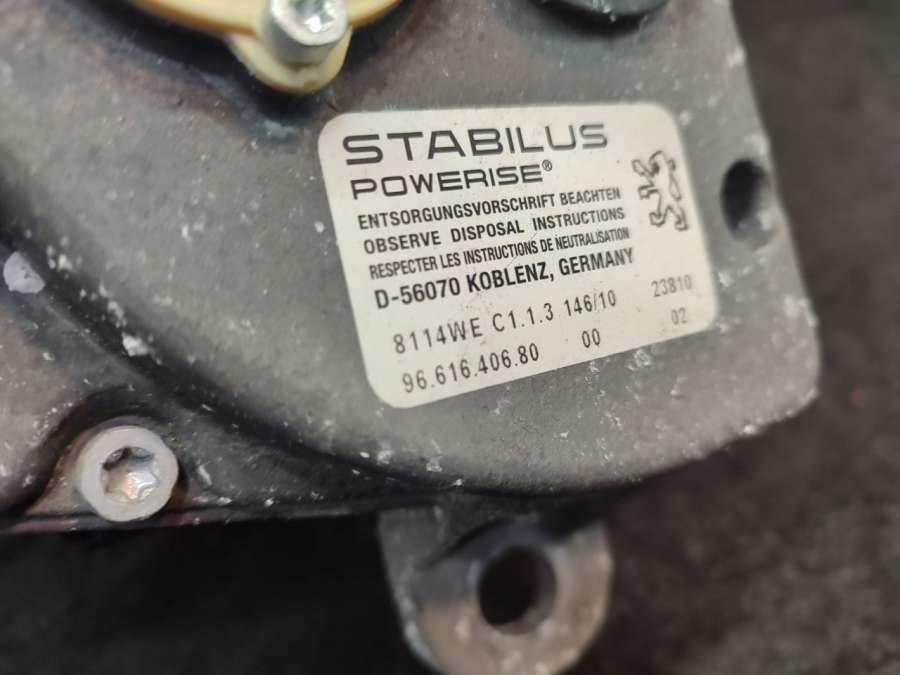 STABILUS
POWERISE®
ENTSORGUNGSVORSCHRIFT BEACHTEN
OBSERVE DISPOSAL INSTRUCTIONS
RESPECTER LES INSTRUCTIONS DE NEUTRALISATION
D-56070 KOBLENZ, GERMANY
8114WE C1.1.3 146/10 23810
96.616.406.80 00 02